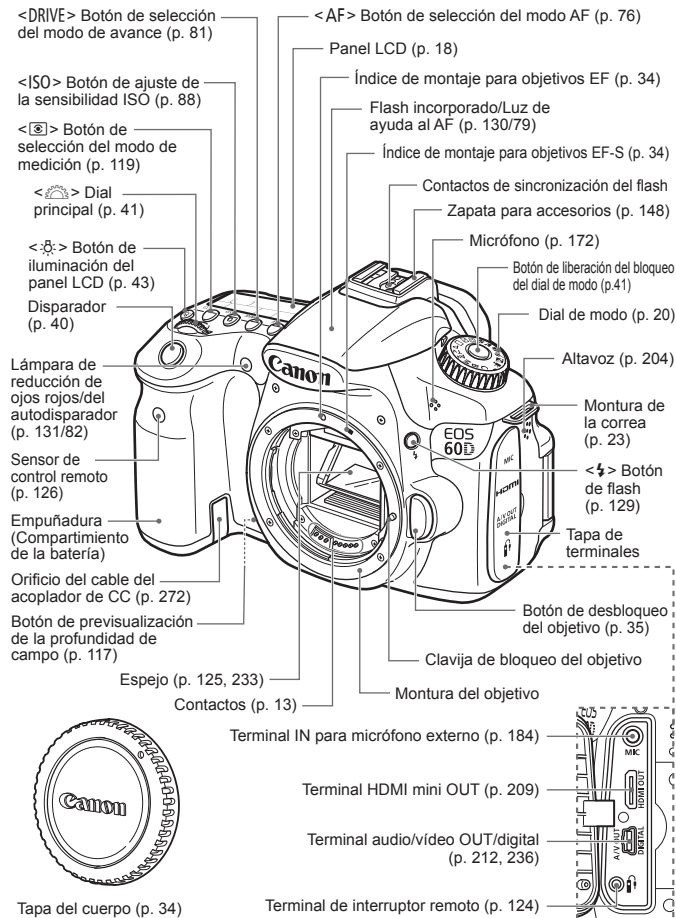 <DRIVE> Botón de selección
del modo de avance (p. 81)
<AF> Botón de selección del modo AF (p. 76)
Panel LCD (p. 18)
<ISO> Botón de ajuste de
la sensibilidad ISO (p. 88)
Índice de montaje para objetivos EF (p. 34)
Flash incorporado/Luz de
ayuda al AF (p. 130/79)
< > Botón de
selección del modo de
medición (p. 119)
Índice de montaje para objetivos EF-S (p. 34)
Contactos de sincronización del flash
< > Dial
principal (p. 41)
Zapata para accesorios (p. 148)
Micrófono (p. 172)
< > Botón de
iluminación del
panel LCD (p. 43)
Botón de liberación del bloqueo
del dial de modo (p.41)
Disparador
(p. 40)
Dial de modo (p. 20)
Lámpara de
reducción de
ojos rojos/del
autodisparador
(p. 131/82)
Altavoz (p. 204)
Montura de
la correa
(p. 23)
Sensor de
control remoto
(p. 126)
< > Botón
de flash
(p. 129)
Empuñadura
(Compartimiento
de la batería)
Tapa de
terminales
Orificio del cable del
acoplador de CC (p. 272)
Botón de previsualización
de la profundidad de
campo (p. 117)
Botón de desbloqueo
del objetivo (p. 35)
Espejo (p. 125, 233)
Clavija de bloqueo del objetivo
Contactos (p. 13)
Montura del objetivo
Canon
EOS
60D
MIC
HDMI
A/V OUT
DIGITAL
Terminal IN para micrófono externo (p. 184)
Terminal HDMI mini OUT (p. 209)
Terminal audio/vídeo OUT/digital
(p. 212, 236)
Terminal de interruptor remoto (p. 124)
MIC
HDMI OUT
A/V OUT
DIGITAL
Canon
Tapa del cuerpo (p. 34)